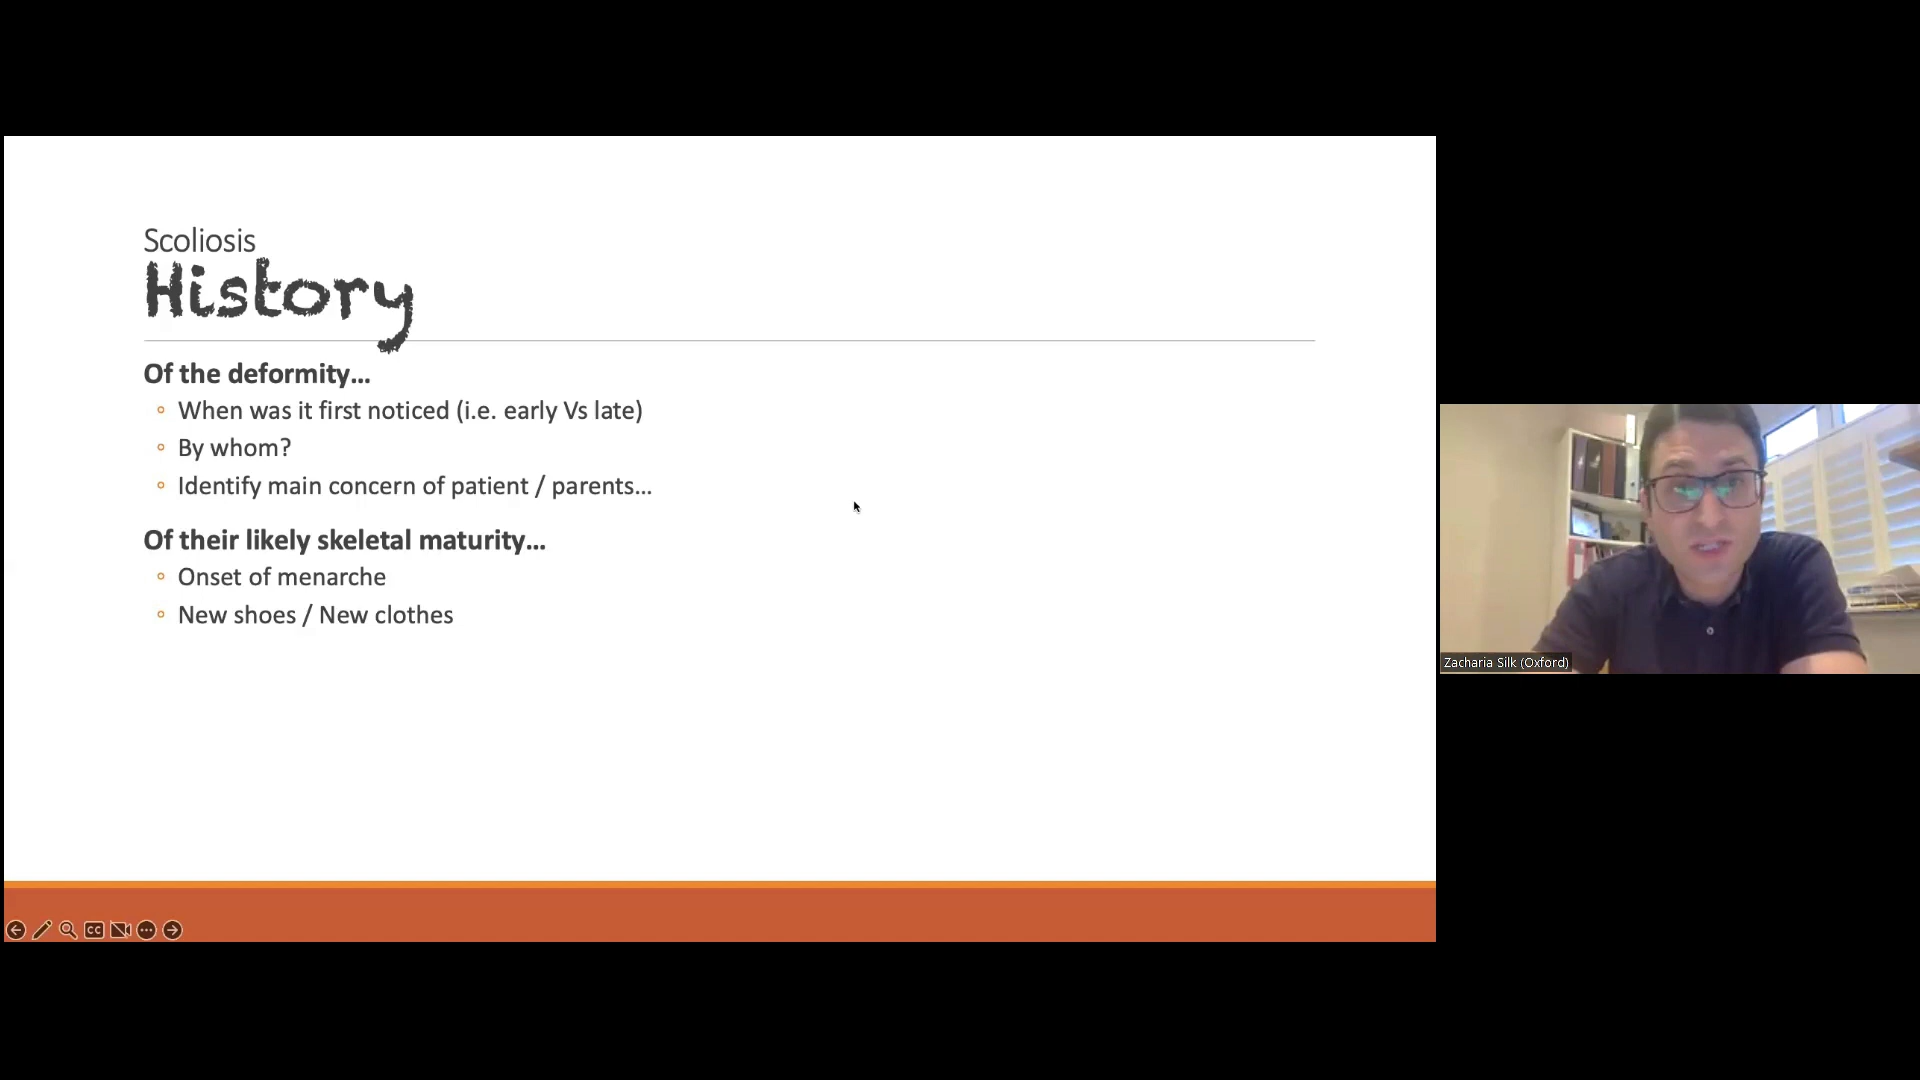 Scoliosis
History
Of the deformity...
When was it first noticed (i.e. early Vs late)
By whom?
Identify main concern of patient / parents...
Of their likely skeletal maturity...
Onset of menarche
New shoes / New clothes
CC
Zacharia Silk (Oxford)